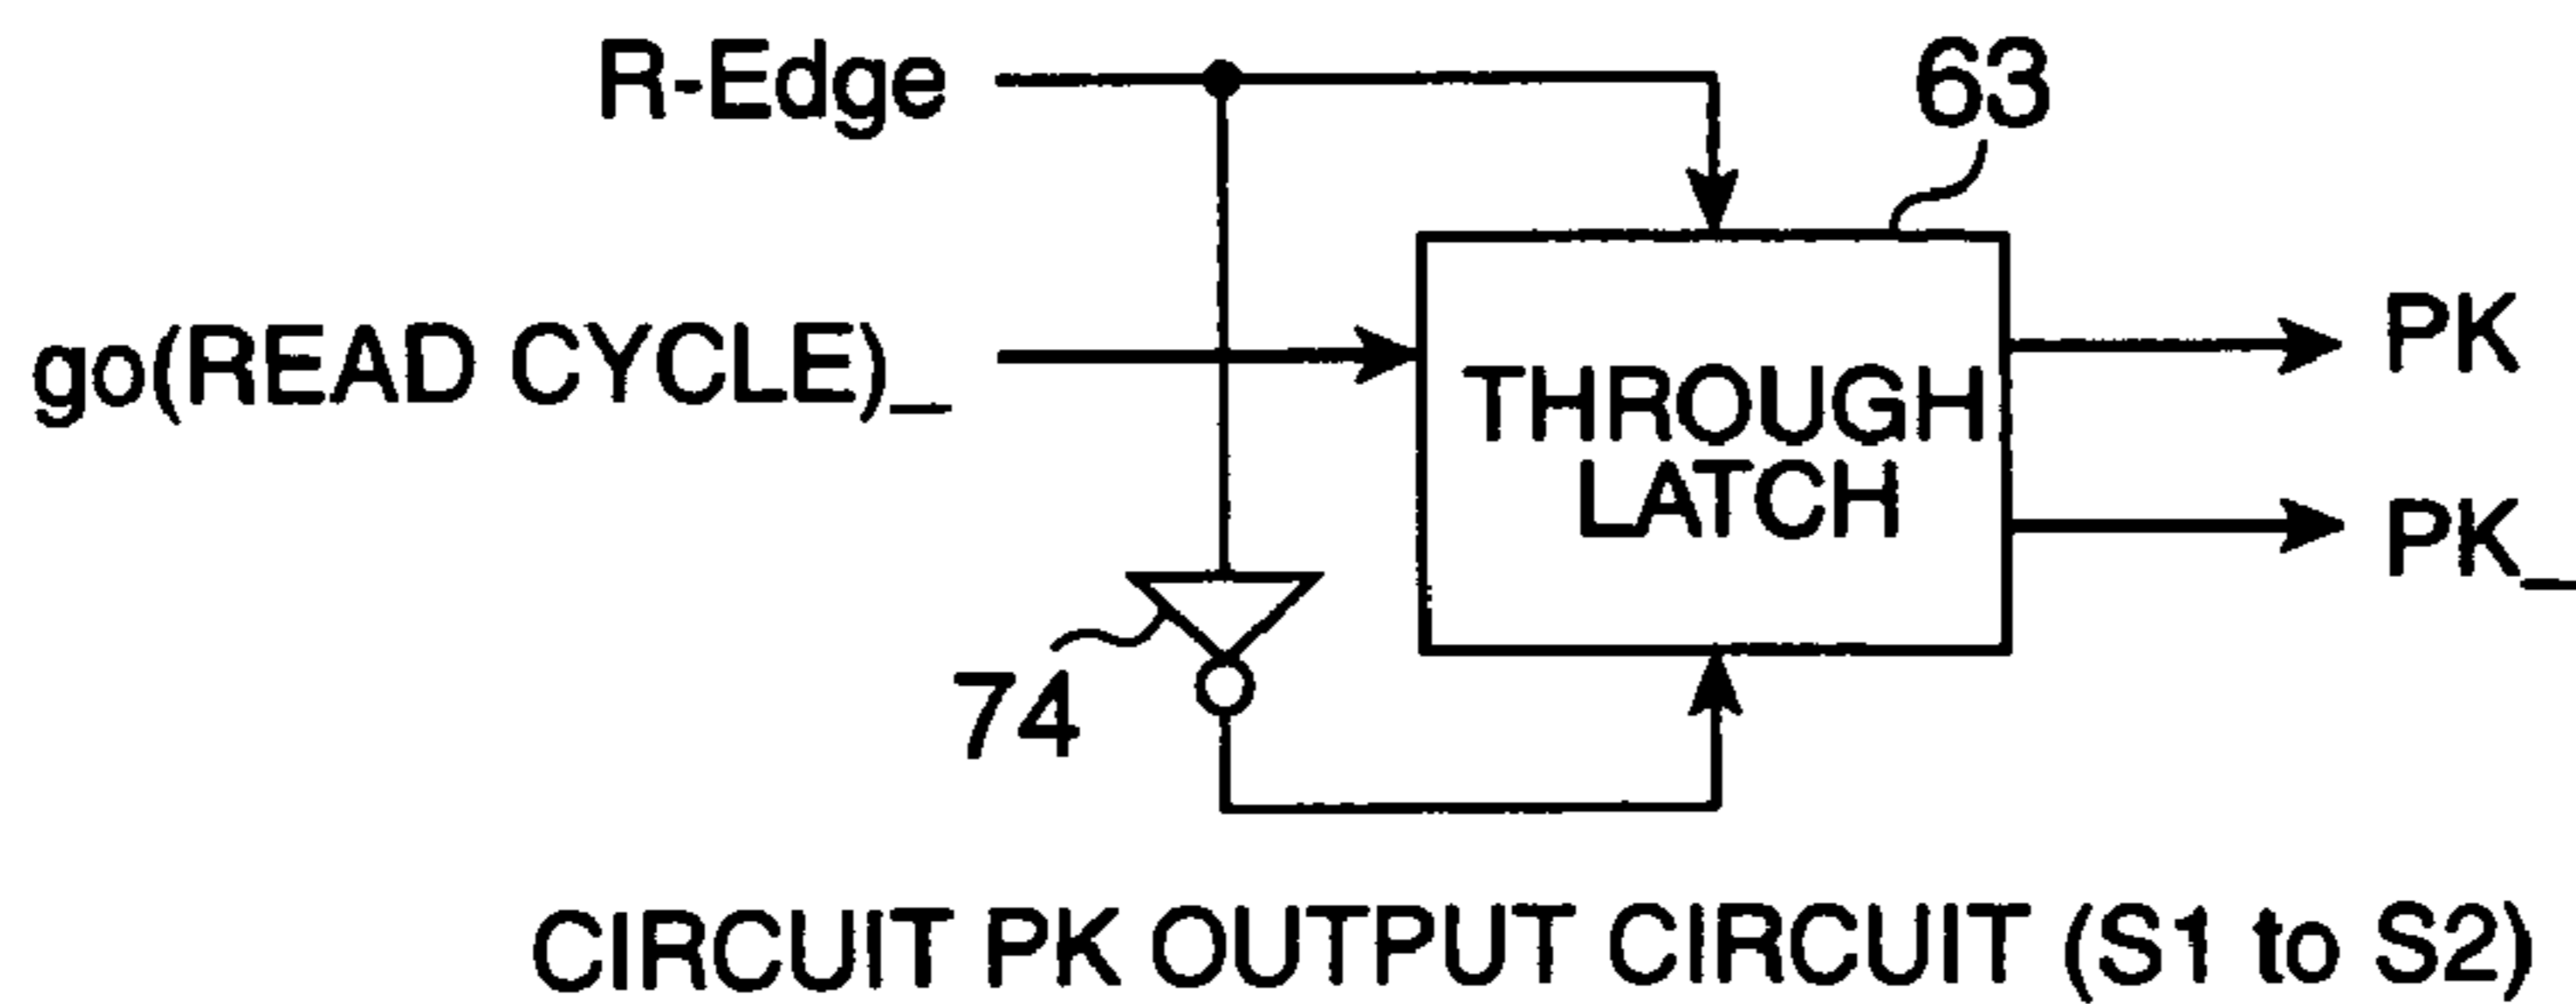 R-Edge
63
go(READ CYCLE)_
THROUGH
LATCH
PK
PK_
74
CIRCUIT PK OUTPUT CIRCUIT (S1 to S2)